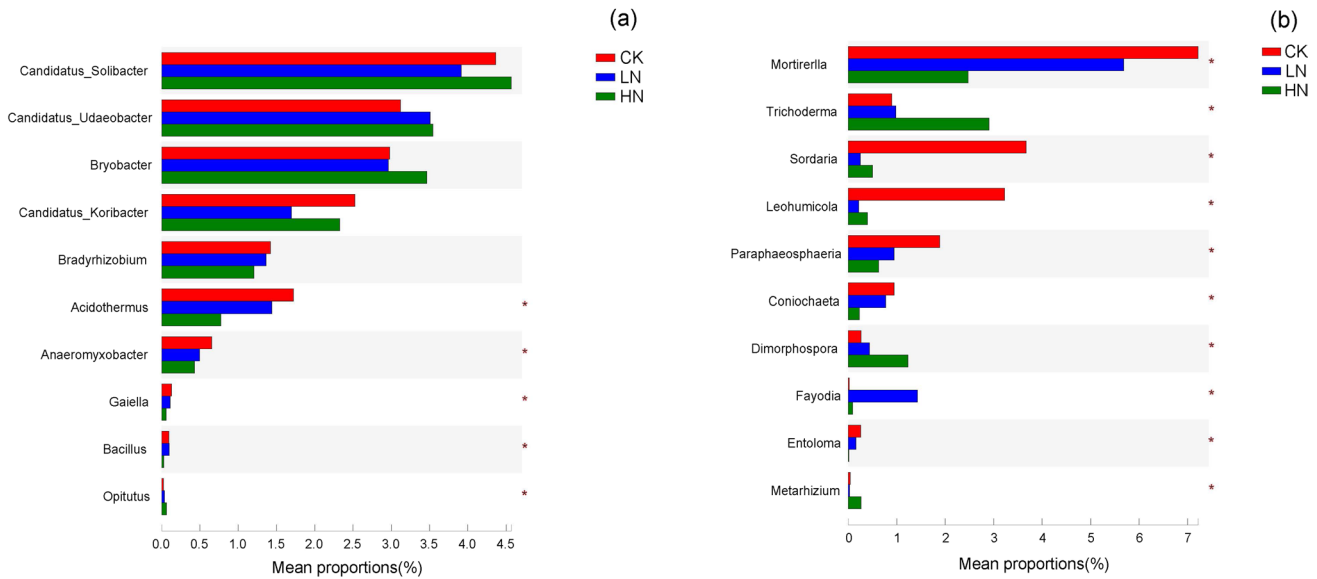 (a)
CK
LN
HN
Candidatus_Solibacter
Candidatus_Udaeobacter
Bryobacter
Candidatus_Koribacter
Bradyrhizobium
Acidothermus *
Anaeromyxobacter *
Gaiella *
Bacillus *
Opitutus *
0.0 0.5 1.0 1.5 2.0 2.5 3.0 3.5 4.0 4.5
Mean proportions(%)
(b)
CK
LN
HN
Mortirerlla *
Trichoderma *
Sordaria *
Leohumicola *
Paraphaeosphaeria *
Coniochaeta *
Dimorphospora *
Fayodia *
Entoloma *
Metarhizium *
0 1 2 3 4 5 6 7
Mean proportions(%)